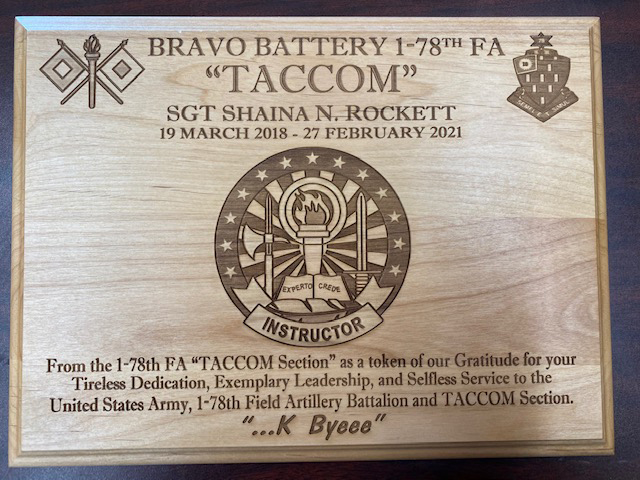 BRAVO BATTERY 1-78TH FA
"TACCOM"
SGT SHAINA N. ROCKETT
19 MARCH 2018 - 27 FEBRUARY 2021
EXPERTO CREDE
INSTRUCTOR
From the 1-78th FA "TACCOM Section" as a token of our Gratitude for your
Tireless Dedication, Exemplary Leadership, and Selfless Service to the
United States Army, 1-78th Field Artillery Battalion and TACCOM Section.
"...K Byeee"